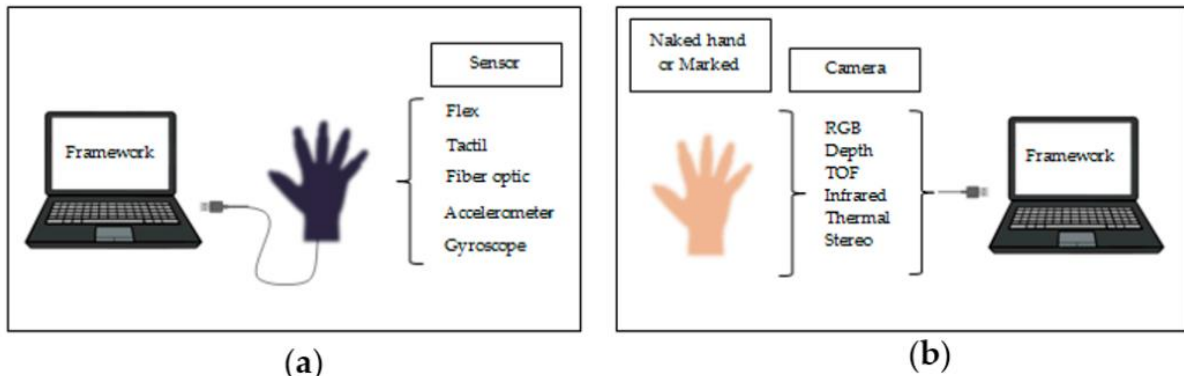 Framework
Sensor
Flex
Tactil
Fiber optic
Accelerometer
Gyroscope
(a)
Naked hand
or Marked
Camera
RGB
Depth
TOF
Infrared
Thermal
Stereo
Framework
(b)